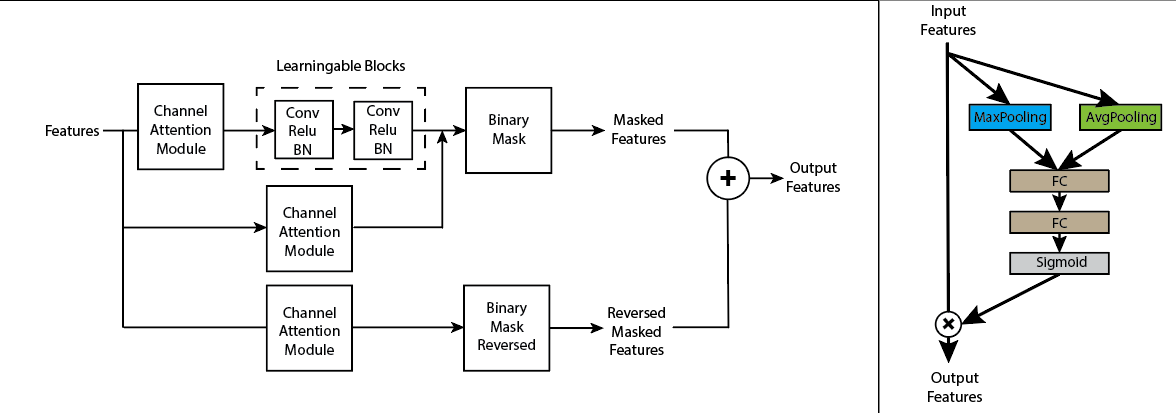 Learningable Blocks
Features
Channel
Attention
Module
Conv
Relu
BN
Conv
Relu
BN
Binary
Mask
Masked
Features
Channel
Attention
Module
+
Output
Features
Channel
Attention
Module
Binary
Mask
Reversed
Reversed
Masked
Features
Input
Features
MaxPooling
AvgPooling
FC
FC
Sigmoid
×
Output
Features